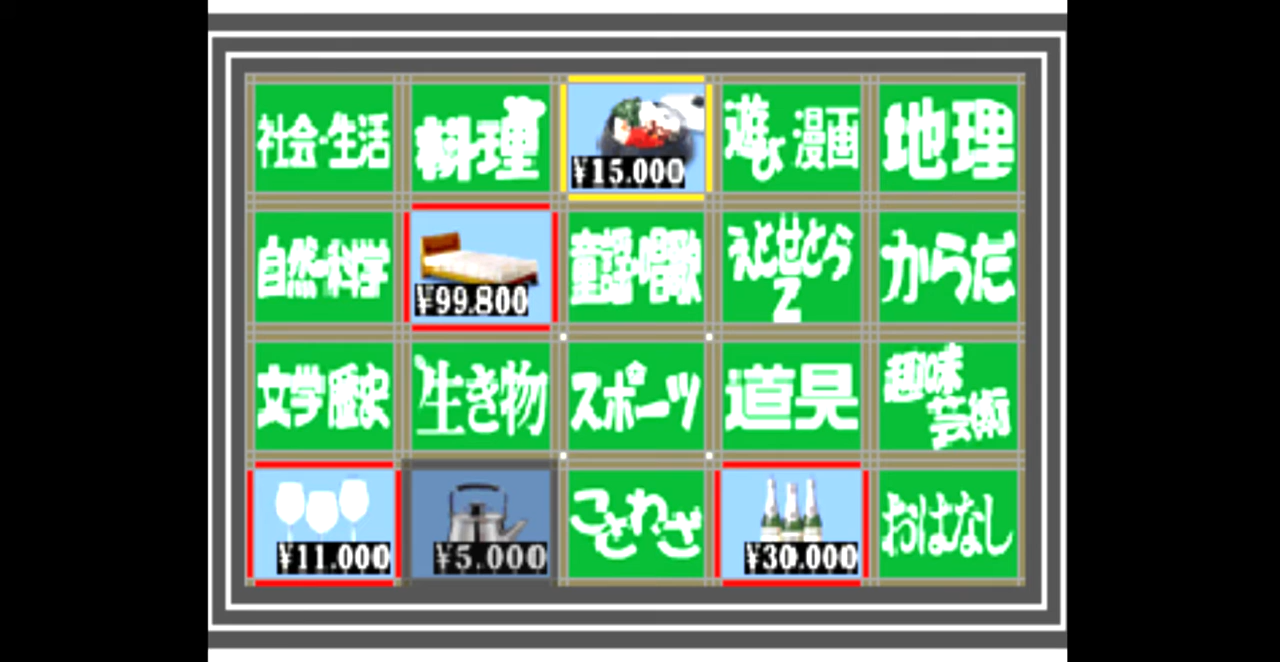 社会・生活
料理
¥15.000
遊び漫画
地理
自然・科学
¥99.800
童謡・唱歌
えとせとら
Z
からだ
文学歴史
生き物
スポーツ
道具
趣味
芸術
¥11.000
¥5.000
ことわざ
¥30.000
おはなし